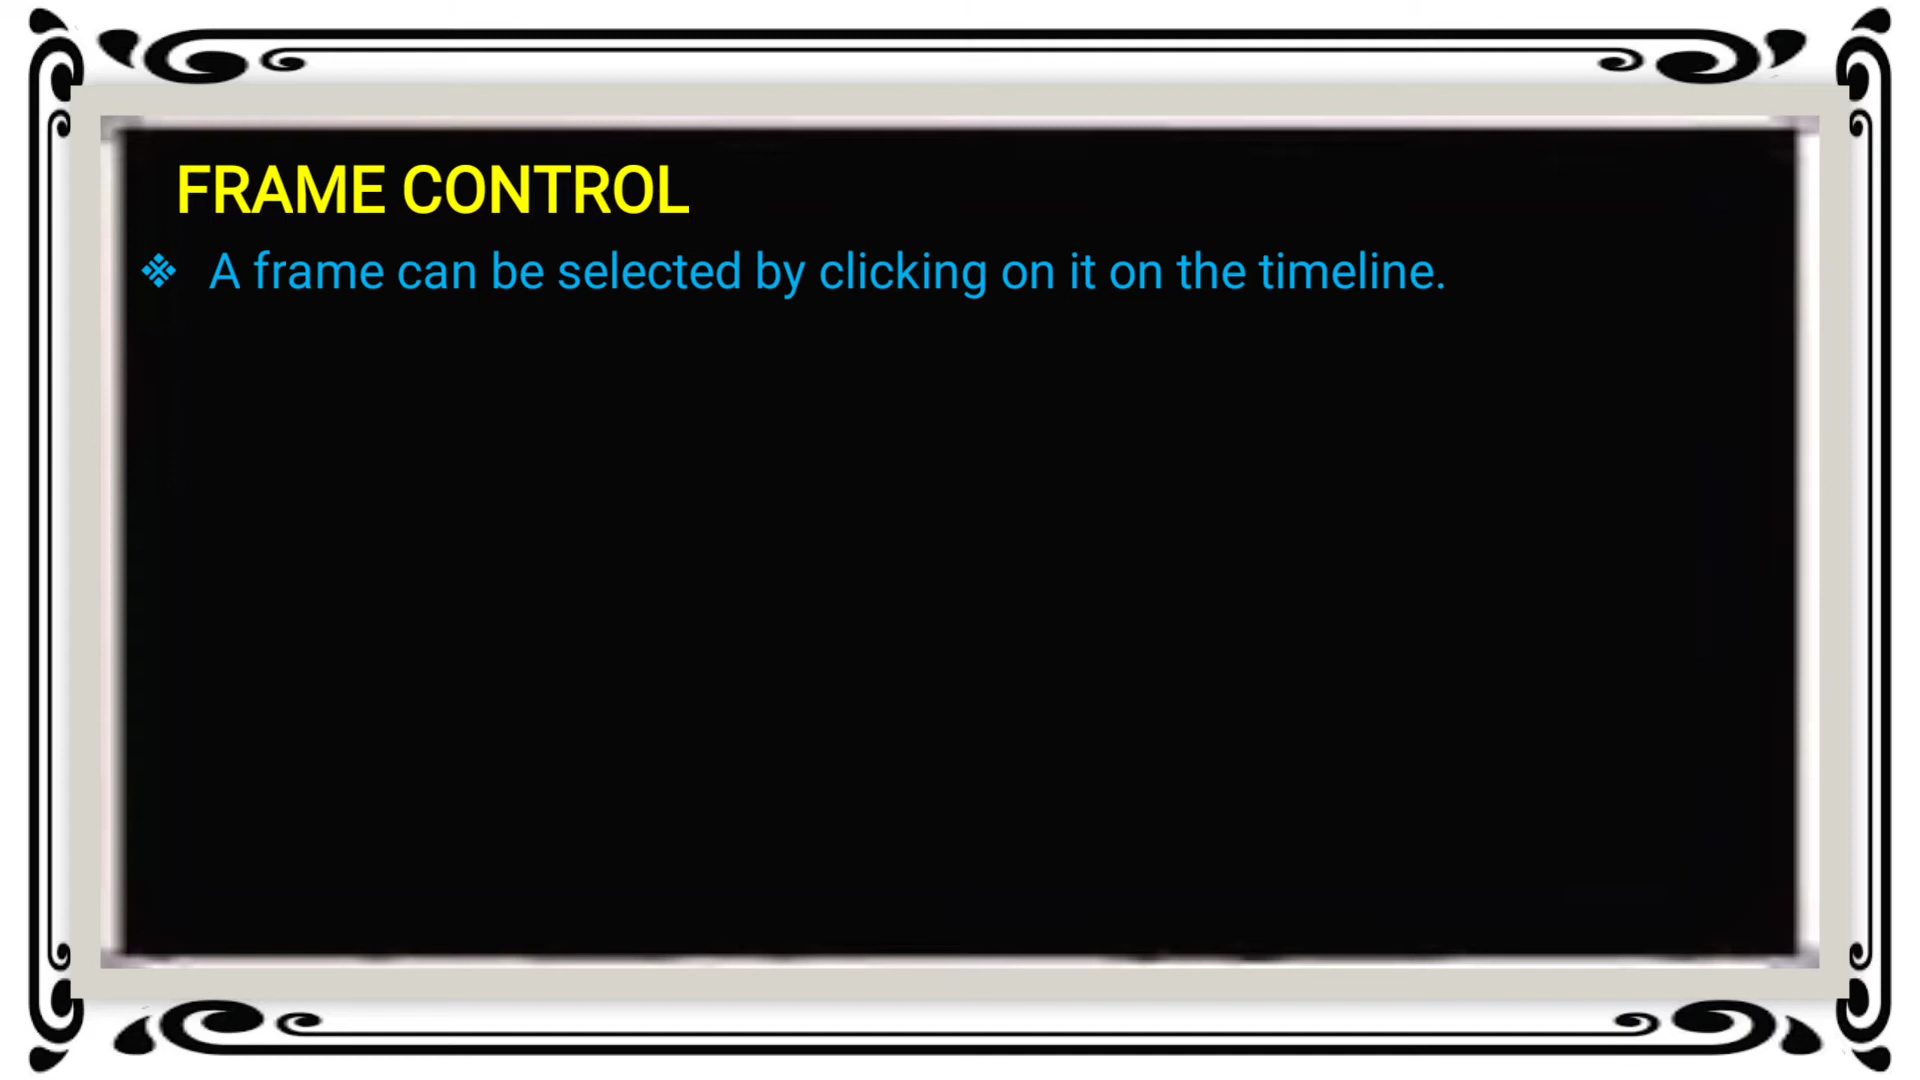 FRAME CONTROL
❖ A frame can be selected by clicking on it on the timeline.